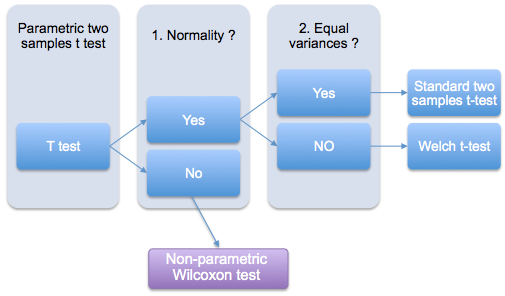 Parametric two
samples t test
1. Normality ?
2. Equal
variances ?
T test
Yes
No
Yes
NO
Standard two
samples t-test
Welch t-test
Non-parametric
Wilcoxon test